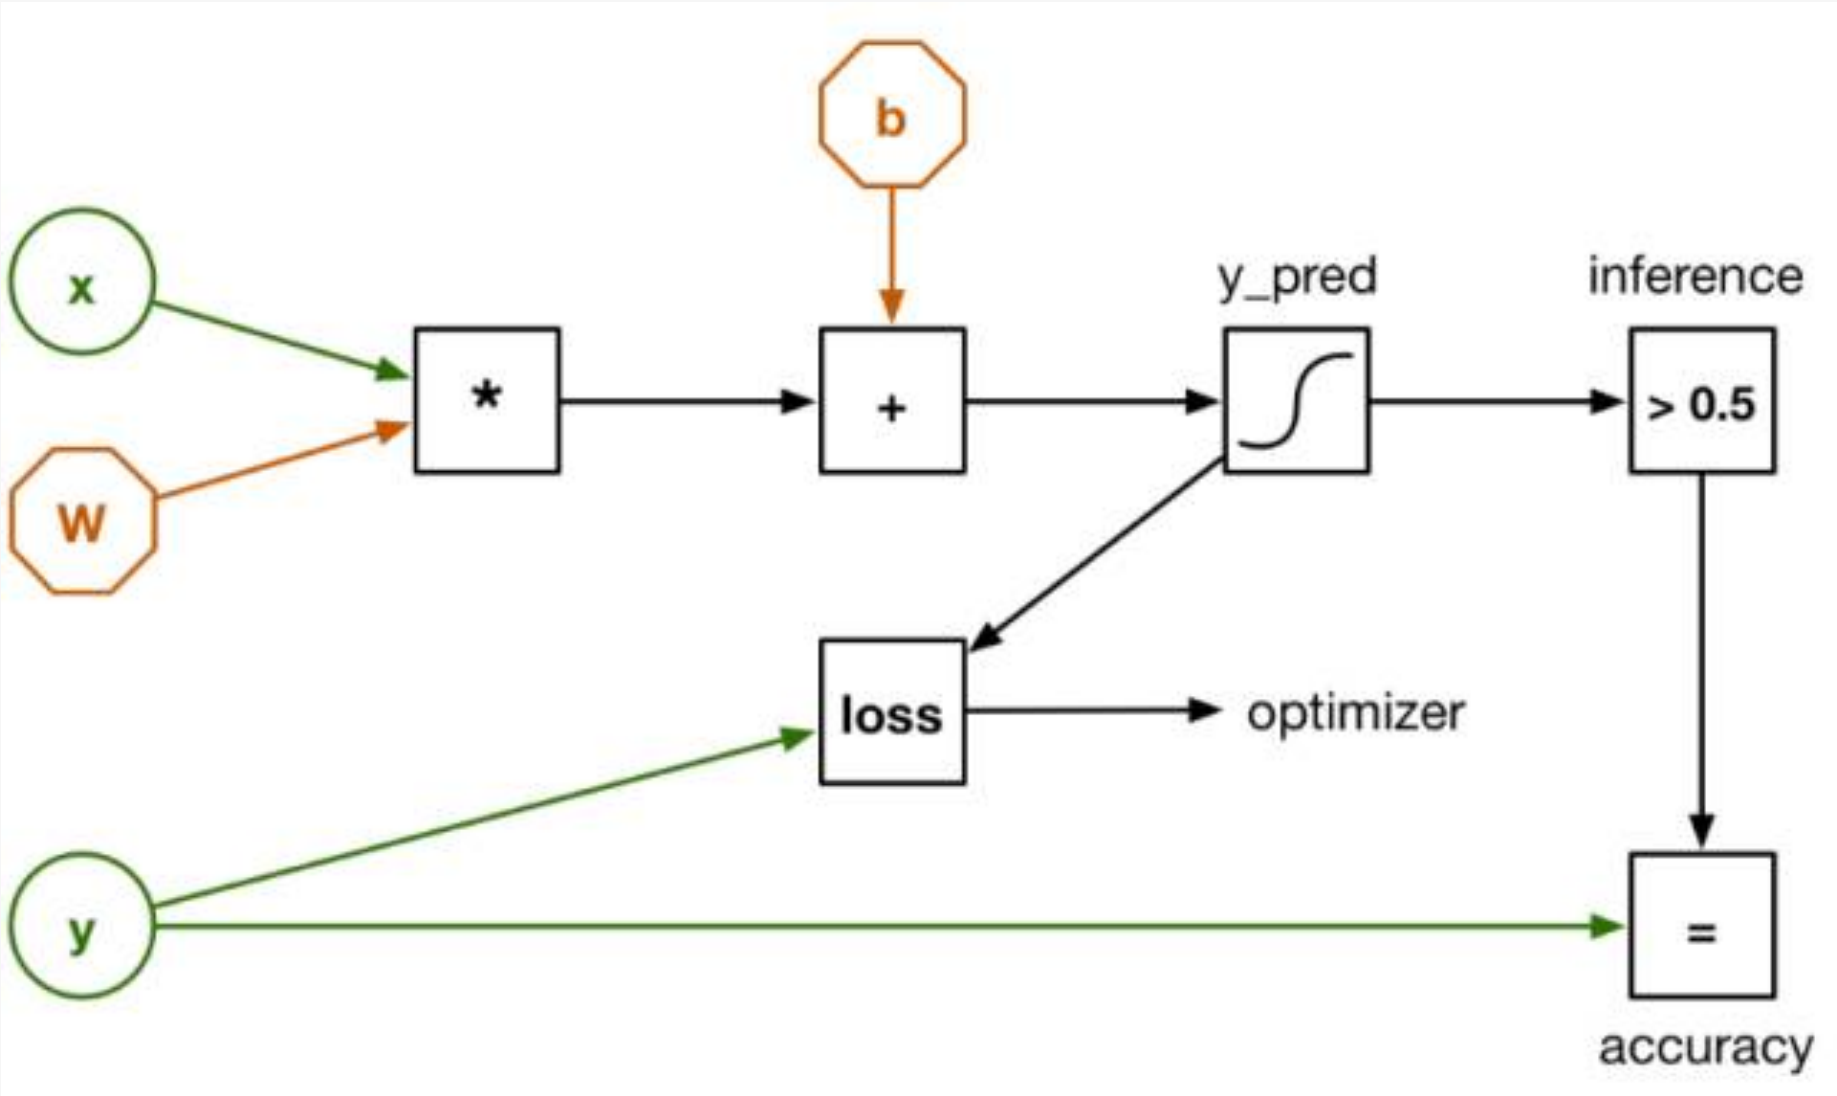 b
x
y_pred
inference
*
+
> 0.5
W
loss
optimizer
y
=
accuracy